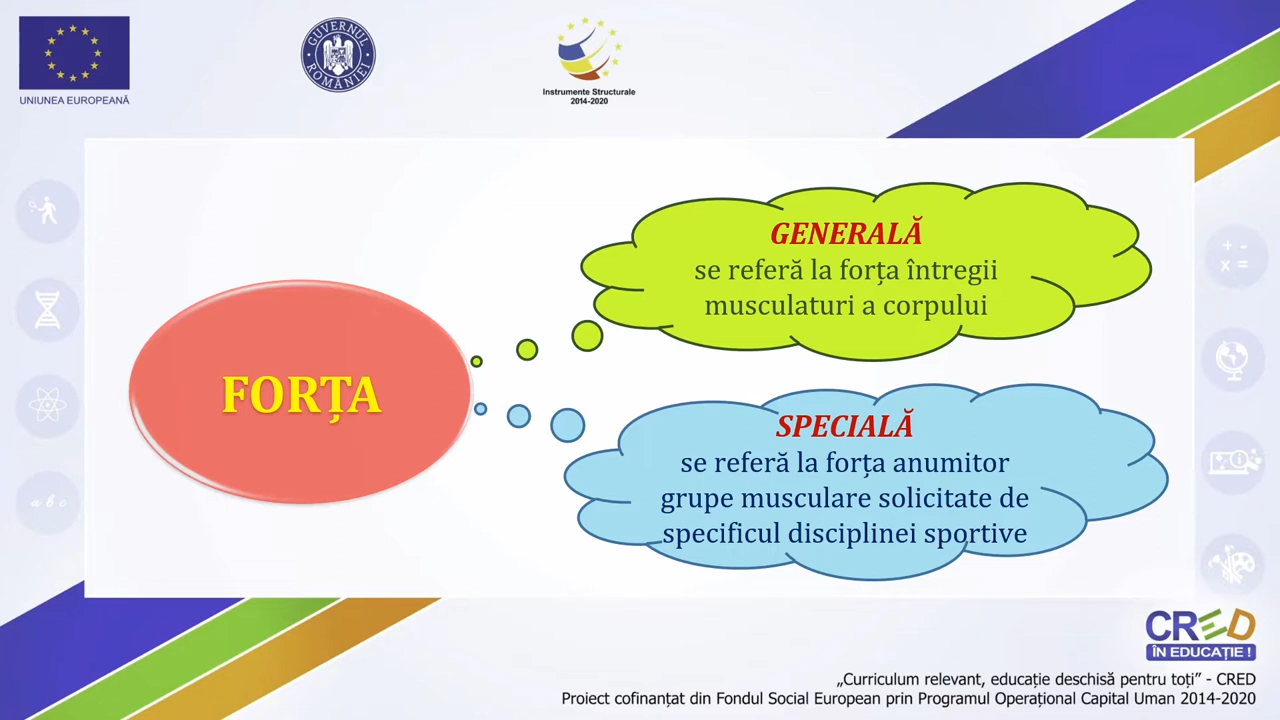 UNIUNEA EUROPEANĂ
GUVERNUL ROMÂNIEI
Instrumente Structurale
2014-2020
GENERALĂ
se referă la forța întregii
musculaturi a corpului
FORȚA
SPECIALĂ
se referă la forța anumitor
grupe musculare solicitate de
specificul disciplinei sportive
+ -
x =
a b c
CRED
ÎN EDUCAȚIE !
„Curriculum relevant, educație deschisă pentru toți” - CRED
Proiect cofinanțat din Fondul Social European prin Programul Operațional Capital Uman 2014-2020